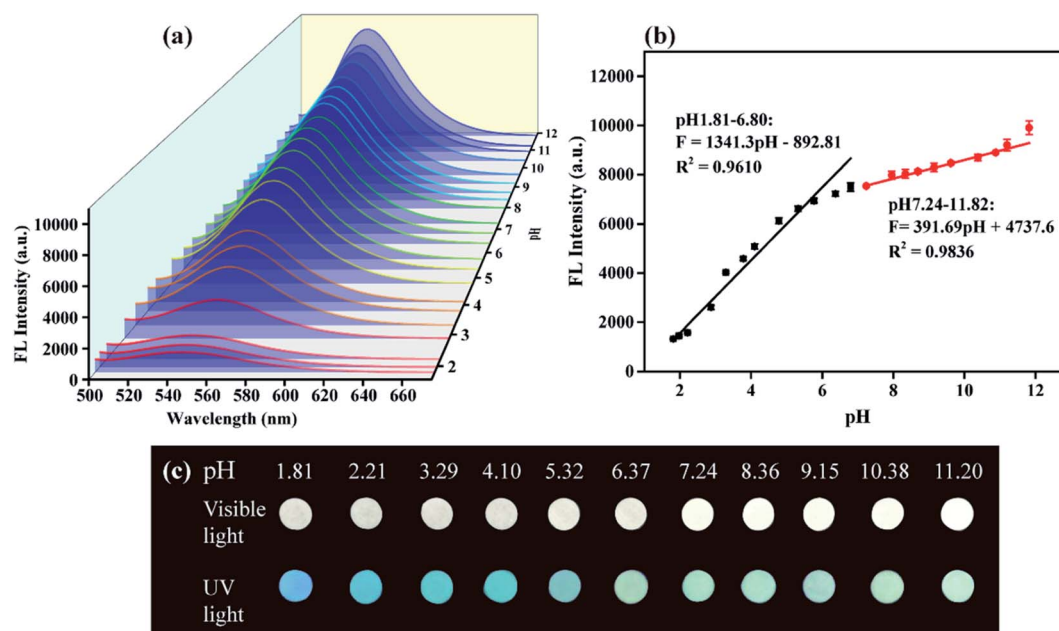 (a)
12
11
10
9
8
7
6
5
4
3
2
pH
10000
8000
6000
4000
2000
0
FL Intensity (a.u.)
500 520 540 560 580 600 620 640 660
Wavelength (nm)
(b)
12000
10000
8000
6000
4000
2000
0
FL Intensity (a.u.)
pH1.81-6.80:
F = 1341.3pH - 892.81
R² = 0.9610
pH7.24-11.82:
F= 391.69pH + 4737.6
R² = 0.9836
2 4 6 8 10 12
pH
(c) pH 1.81 2.21 3.29 4.10 5.32 6.37 7.24 8.36 9.15 10.38 11.20
Visible
light
UV
light